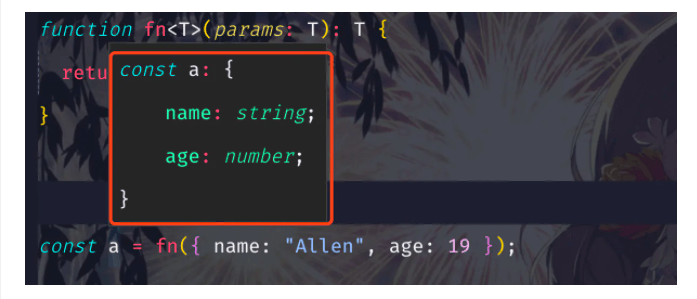 function fn<T>(params: T): T {
retu
const a: {
name: string;
age: number;
}
}
const a = fn({ name: "Allen", age: 19 });